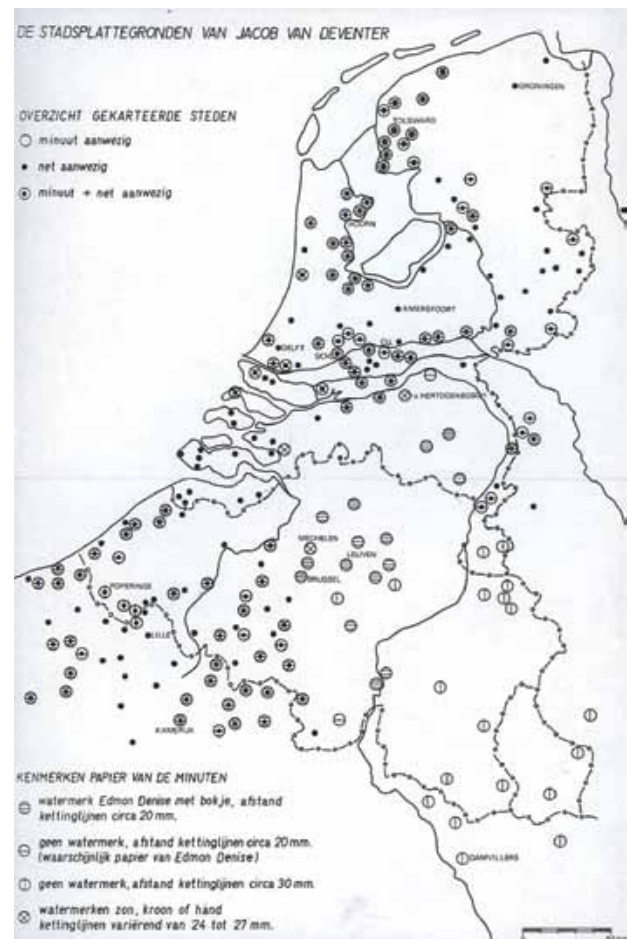 DE STADSPLATTEGRONDEN VAN JACOB VAN DEVENTER
OVERZICHT GEKARTEERDE STEDEN
minuut aanwezig
net aanwezig
minuut + net aanwezig
GRONINGEN
BOLSWARD
HOORN
AMERSFOORT
DELFT
's HERTOGENBOSCH
MECHELEN
LEUVEN
BRUSSEL
POPERINGE
LILLE
KAMERIJK
DAMVILLERS
KENMERKEN PAPIER VAN DE MINUTEN
watermerk Edmon Denise met bokje, afstand
kettinglijnen circa 20 mm.
geen watermerk, afstand kettinglijnen circa 20 mm.
(waarschijnlijk papier van Edmon Denise)
geen watermerk, afstand kettinglijnen circa 30 mm.
watermerken zon, kroon of hand
kettinglijnen variërend van 24 tot 27 mm.